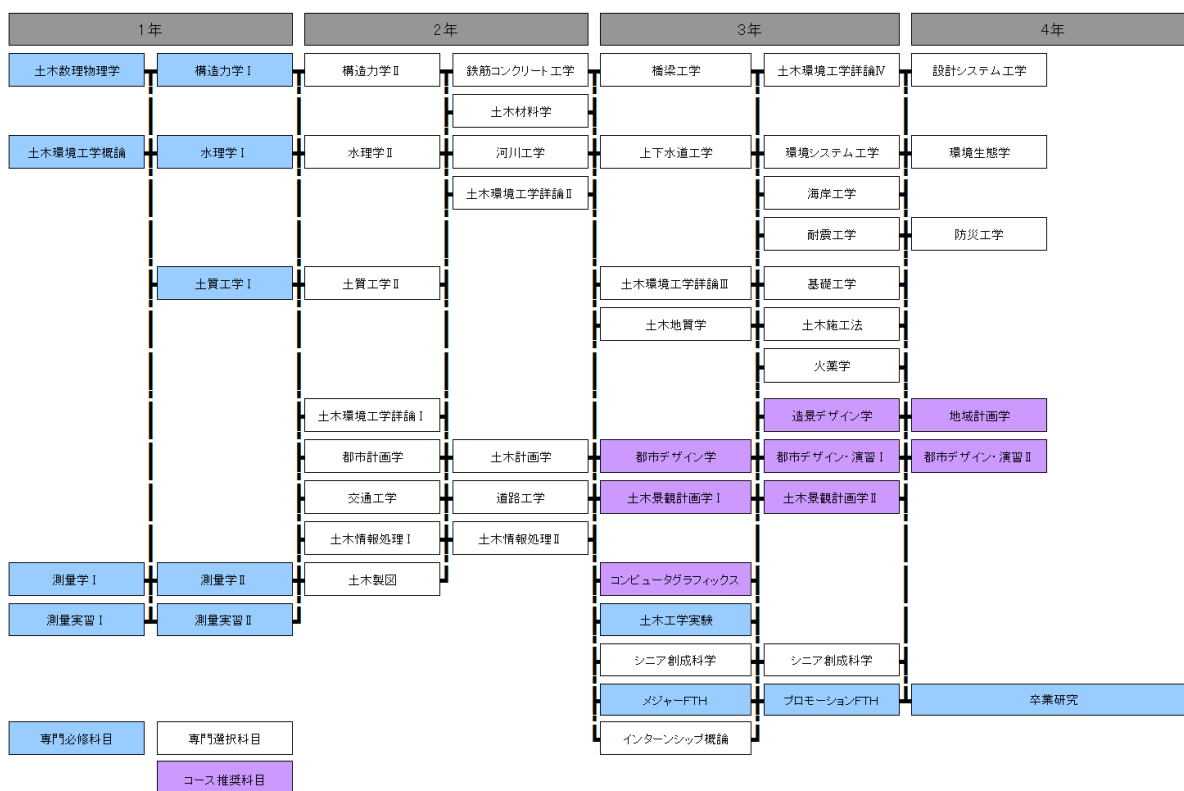 1年
2年
3年
4年
土木数理物理学
構造力学Ⅰ
構造力学Ⅱ
鉄筋コンクリート工学
橋梁工学
土木環境工学詳論Ⅳ
設計システム工学
土木材料学
土木環境工学概論
水理学Ⅰ
水理学Ⅱ
河川工学
上下水道工学
環境システム工学
環境生態学
土木環境工学詳論Ⅱ
海岸工学
耐震工学
防災工学
土質工学Ⅰ
土質工学Ⅱ
土木環境工学詳論Ⅲ
基礎工学
土木地質学
土木施工法
火薬学
土木環境工学詳論Ⅰ
造景デザイン学
地域計画学
都市計画学
土木計画学
都市デザイン学
都市デザイン・演習Ⅰ
都市デザイン・演習Ⅱ
交通工学
道路工学
土木景観計画学Ⅰ
土木景観計画学Ⅱ
土木情報処理Ⅰ
土木情報処理Ⅱ
測量学Ⅰ
測量学Ⅱ
土木製図
コンピュータグラフィックス
測量実習Ⅰ
測量実習Ⅱ
土木工学実験
シニア創成科学
シニア創成科学
メジャーFTH
プロモーションFTH
卒業研究
専門必修科目
専門選択科目
インターンシップ概論
コース推奨科目